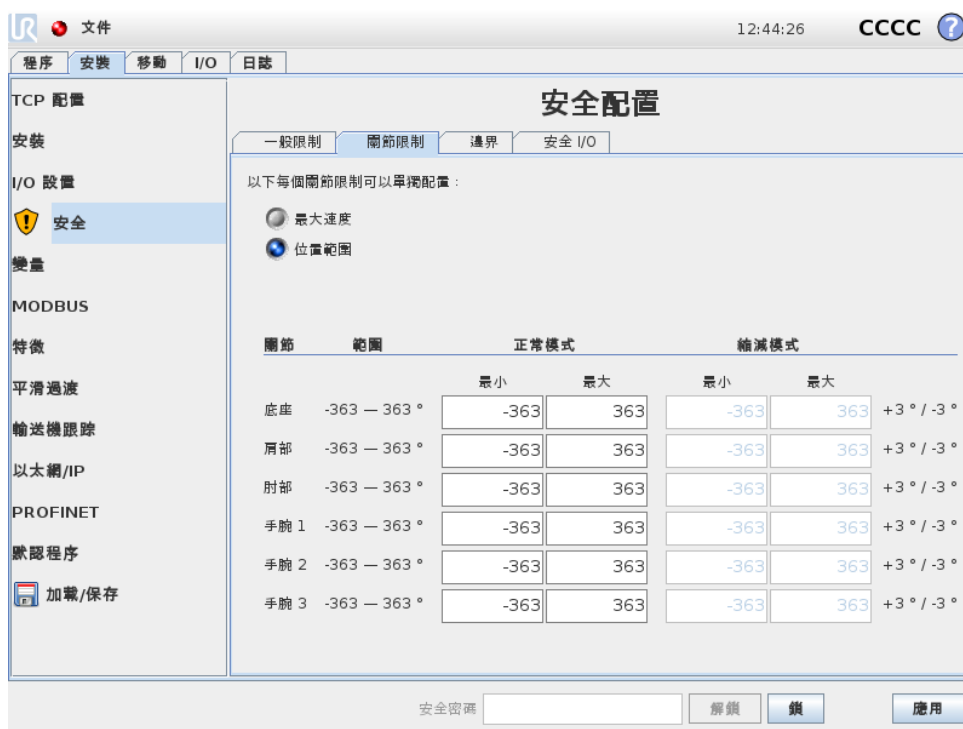 UR 文件 12:44:26 CCCC ?
程序 安裝 移動 I/O 日誌
TCP 配置
安裝
I/O 設置
安全
變量
MODBUS
特徵
平滑過渡
輸送機跟踪
以太網/IP
PROFINET
默認程序
加載/保存
安全配置
一般限制 關節限制 邊界 安全 I/O
以下每個關節限制可以單獨配置：
最大速度
位置範圍
關節 範圍 正常模式 縮減模式
最小 最大 最小 最大
底座 -363 — 363 ° -363 363 -363 363 +3 ° / -3 °
肩部 -363 — 363 ° -363 363 -363 363 +3 ° / -3 °
肘部 -363 — 363 ° -363 363 -363 363 +3 ° / -3 °
手腕 1 -363 — 363 ° -363 363 -363 363 +3 ° / -3 °
手腕 2 -363 — 363 ° -363 363 -363 363 +3 ° / -3 °
手腕 3 -363 — 363 ° -363 363 -363 363 +3 ° / -3 °
安全密碼 解鎖 鎖 應用